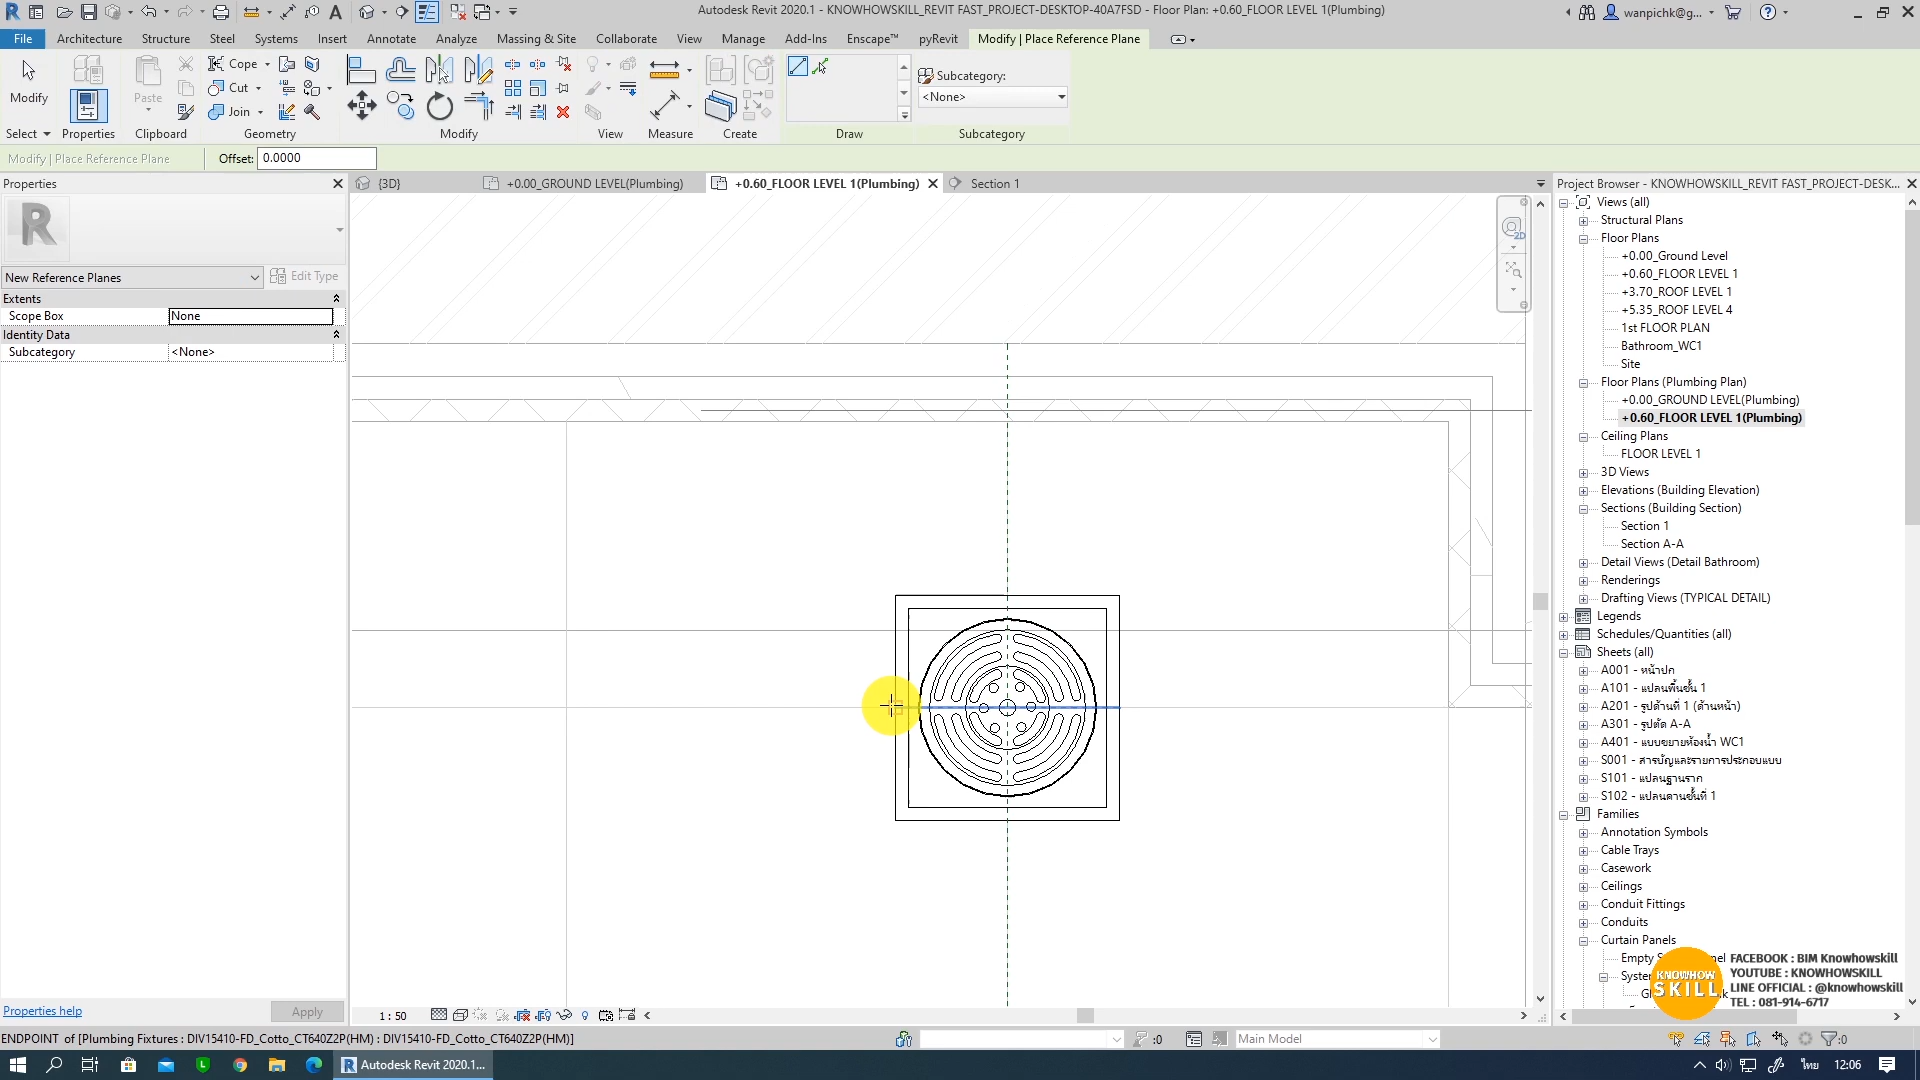 Autodesk Revit 2020.1 - KNOWHOWSKILL_REVIT FAST_PROJECT-DESKTOP-40A7FSD - Floor Plan: +0.60_FLOOR LEVEL 1(Plumbing)
wanpichk@g...
File Architecture Structure Steel Systems Insert Annotate Analyze Massing & Site Collaborate View Manage Add-Ins Enscape™ pyRevit Modify | Place Reference Plane
Cope
Subcategory:
Modify
Paste
Cut
<None>
Join
Select Properties Clipboard Geometry Modify View Measure Create Draw Subcategory
Modify | Place Reference Plane Offset: 0.0000
Properties
{3D}
+0.00_GROUND LEVEL(Plumbing)
+0.60_FLOOR LEVEL 1(Plumbing)
Section 1
R
New Reference Planes Edit Type
Extents
Scope Box None
Identity Data
Subcategory <None>
Properties help Apply
2D
1 : 50
Project Browser - KNOWHOWSKILL_REVIT FAST_PROJECT-DESK...
Views (all)
Structural Plans
Floor Plans
+0.00_Ground Level
+0.60_FLOOR LEVEL 1
+3.70_ROOF LEVEL 1
+5.35_ROOF LEVEL 4
1st FLOOR PLAN
Bathroom_WC1
Site
Floor Plans (Plumbing Plan)
+0.00_GROUND LEVEL(Plumbing)
+0.60_FLOOR LEVEL 1(Plumbing)
Ceiling Plans
FLOOR LEVEL 1
3D Views
Elevations (Building Elevation)
Sections (Building Section)
Section 1
Section A-A
Detail Views (Detail Bathroom)
Renderings
Drafting Views (TYPICAL DETAIL)
Legends
Schedules/Quantities (all)
Sheets (all)
A001 - หน้าปก
A101 - แปลนพื้นชั้น 1
A201 - รูปด้านที่ 1 (ด้านหน้า)
A301 - รูปตัด A-A
A401 - แบบขยายห้องน้ำ WC1
S001 - สารบัญและรายการประกอบแบบ
S101 - แปลนฐานราก
S102 - แปลนคานชั้นที่ 1
Families
Annotation Symbols
Cable Trays
Casework
Ceilings
Conduit Fittings
Conduits
Curtain Panels
KNOWHOW
SKILL
FACEBOOK : BIM Knowhowskill
YOUTUBE : KNOWHOWSKILL
LINE OFFICIAL : @knowhowskill
TEL : 081-914-6717
ENDPOINT of [Plumbing Fixtures : DIV15410-FD_Cotto_CT640Z2P(HM) : DIV15410-FD_Cotto_CT640Z2P(HM)]
:0
Main Model
:0
Autodesk Revit 2020.1...
ไทย
12:06